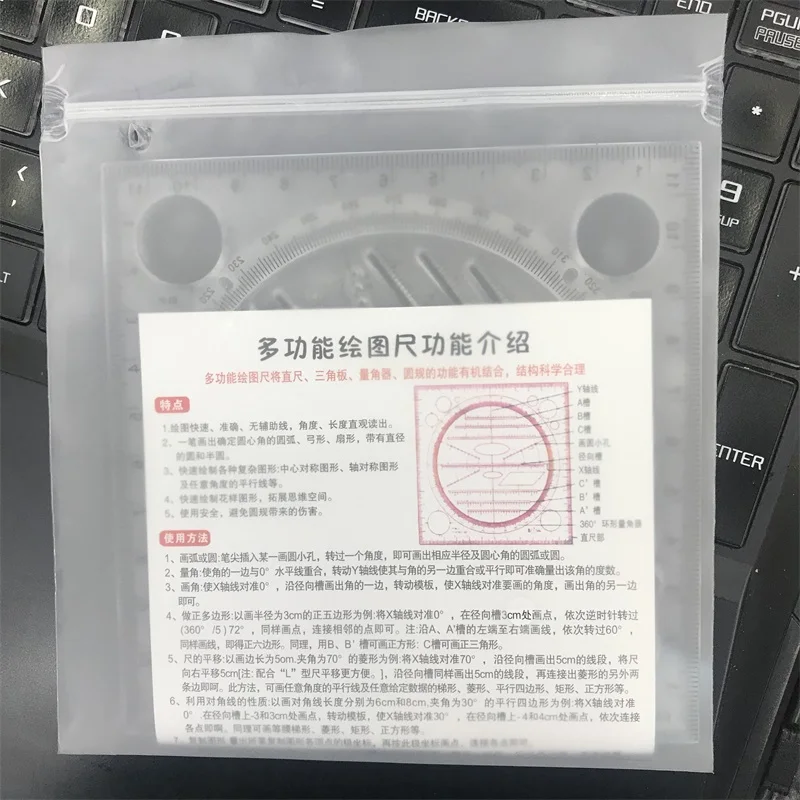 BACK
END
PGU
PAUSE
9
GUP
ENTER
多功能绘图尺功能介绍
多功能绘图尺将直尺、三角板、量角器、圆规的功能有机结合，结构科学合理
特点
1.绘图快速、准确、无辅助线，角度、长度直观读出。
2、一笔画出确定圆心角的圆弧、弓形、扇形，带有直径
的圆和半圆。
3、快速绘制各种复杂图形:中心对称图形、轴对称图形
及任意角度的平行线等。
4、快速绘制花样图形，拓展思维空间。
5、使用安全，避免圆规带来的伤害。
Y轴线
A槽
B槽
C槽
画圆小孔
径向槽
X轴线
C'槽
B'槽
A'槽
360°环形量角器
直尺部
使用方法
1、画弧或圆:笔尖插入某一画圆小孔，转过一个角度，即可画出相应半径及圆心角的圆弧或圆。
2、量角:使角的一边与0°水平线重合，转动Y轴线使其与角的另一边重合或平行即可准确量出该角的度数。
3、画角:使X轴线对准0°，沿径向槽画出角的一边，转动模板，使X轴线对准要画的角度，画出角的另一边
即可。
4、做正多边形:以画半径为3cm的正五边形为例:将X轴线对准0°，在径向槽3cm处画点，依次逆时针转过
(360°/5)72°，同样画点，连接相邻的点即可。注:沿A、A'槽的左端至右端画线，依次转过60°，
同样画线，即得正六边形。同理，用B、B'槽可画正方形:C槽可画正三角形。
5、尺的平移:以画边长为5om.夹角为70°的菱形为例:将X轴线对准70°，沿径向槽画出5cm的线段，将尺
向右平移5cm[注:配合“L”型尺平移更方便。]，沿径向槽同样画出5cm的线段，再连接出菱形的另外两
条边即呵。此方法，可画任意角度的平行线及任意给定数据的梯形、菱形、平行四边形、矩形、正方形等。
6、利用对角线的性质:以画对角线长度分别为6cm和8cm.夹角为30°的平行四边形为例:将X轴线对准
0°.在径向槽上-3和3cm处画点，转动模板，使X轴线对准30°，在径向槽上-4和4cm处画点，依次连接
各点即啊。同理可画等腰梯形、菱形、矩形、正方形等。